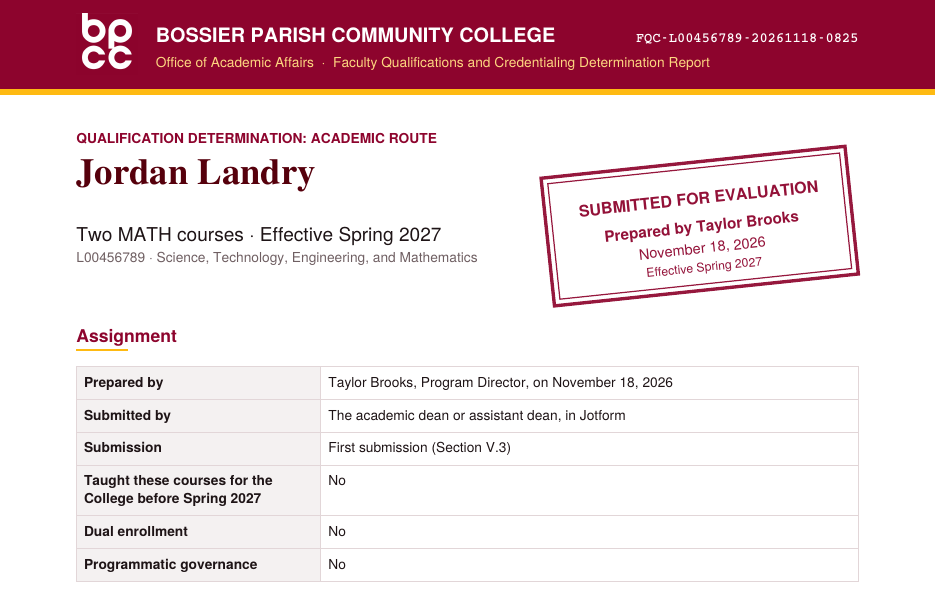 bp
cc
BOSSIER PARISH COMMUNITY COLLEGE
FQC-L00456789-20261118-0825
Office of Academic Affairs · Faculty Qualifications and Credentialing Determination Report
QUALIFICATION DETERMINATION: ACADEMIC ROUTE
Jordan Landry
Two MATH courses · Effective Spring 2027
L00456789 · Science, Technology, Engineering, and Mathematics
SUBMITTED FOR EVALUATION
Prepared by Taylor Brooks
November 18, 2026
Effective Spring 2027
Assignment
Prepared by
Taylor Brooks, Program Director, on November 18, 2026
Submitted by
The academic dean or assistant dean, in Jotform
Submission
First submission (Section V.3)
Taught these courses for the
College before Spring 2027
No
Dual enrollment
No
Programmatic governance
No